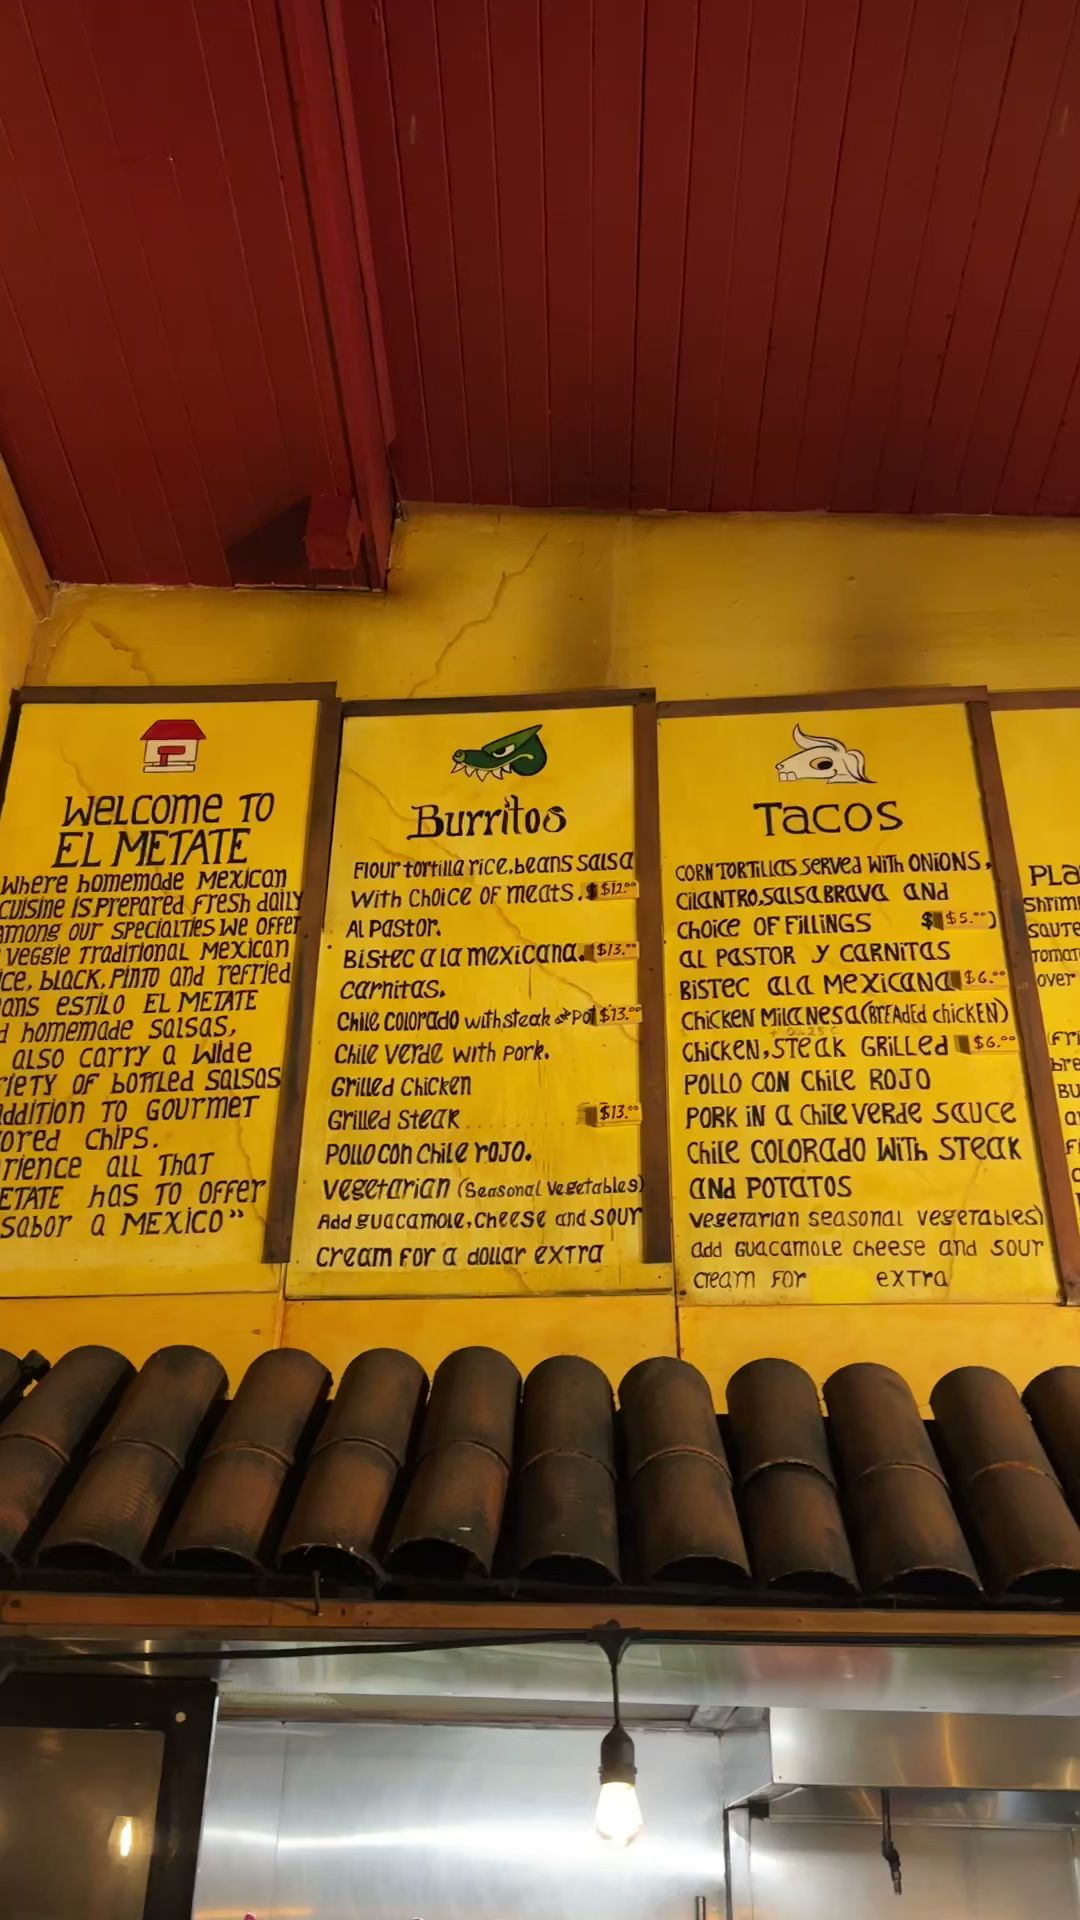 WELCOME TO
EL METATE
Where homemade Mexican
cuisine is prepared fresh daily
among our specialties we offer
veggie traditional Mexican
black, pinto and refried
estilo EL METATE
homemade salsas,
also carry a wide
of bottled salsas
addition to gourmet
chips.
all that
ETATE has to offer
sabor a MEXICO"
Burritos
Flour tortilla rice, beans salsa
With Choice of meats. $12.00
Al Pastor.
Bistec a la mexicana. $13.00
Carnitas.
Chile Colorado with steak $13.00
Chile Verde with Pork.
Grilled Chicken
Grilled Steak $13.00
Pollo con Chile rojo.
Vegetarian (Seasonal Vegetables)
Add guacamole, cheese and sour
cream for a dollar extra
Tacos
CORN TORTILLAS SERVED WITH ONIONS,
CILANTRO, SALSA BRAVA AND
CHOICE OF FILLINGS $ $5.00)
AL PASTOR Y CARNITAS
BISTEC ALA MEXICANA $6.00
CHICKEN MILANESA (BREADED CHICKEN)
CHICKEN, STEAK GRILLED $6.00
POLLO CON CHILE ROJO
PORK IN A CHILE VERDE SAUCE
CHILE COLORADO WITH STEAK
AND POTATOS
VEGETARIAN SEASONAL VEGETABLES)
ADD GUACAMOLE CHEESE AND SOUR
CREAM FOR EXTRA
over